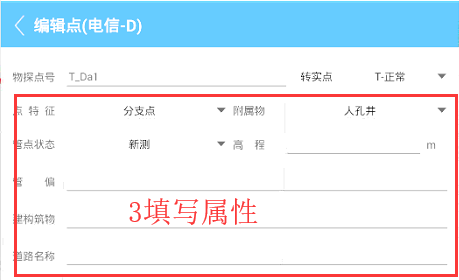 编辑点(电信-D)
物探点号 T_Da1 转实点 T-正常
点 特 征 分支点 附属物 人孔井
管点状态 新测 高 程 m
管 偏
建构筑物 3填写属性
道路名称